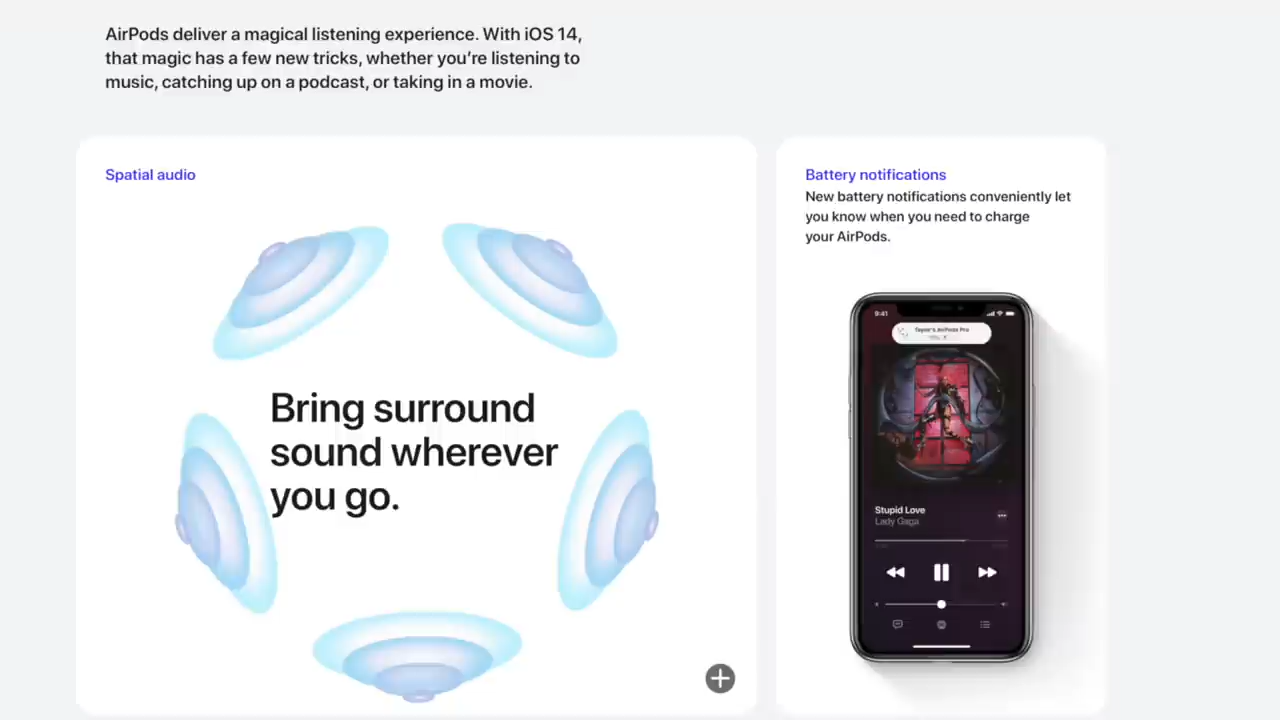 AirPods deliver a magical listening experience. With iOS 14,
that magic has a few new tricks, whether you’re listening to
music, catching up on a podcast, or taking in a movie.
Spatial audio
Bring surround
sound wherever
you go.
Battery notifications
New battery notifications conveniently let
you know when you need to charge
your AirPods.
9:41
Taylor's AirPods Pro
Stupid Love
Lady Gaga